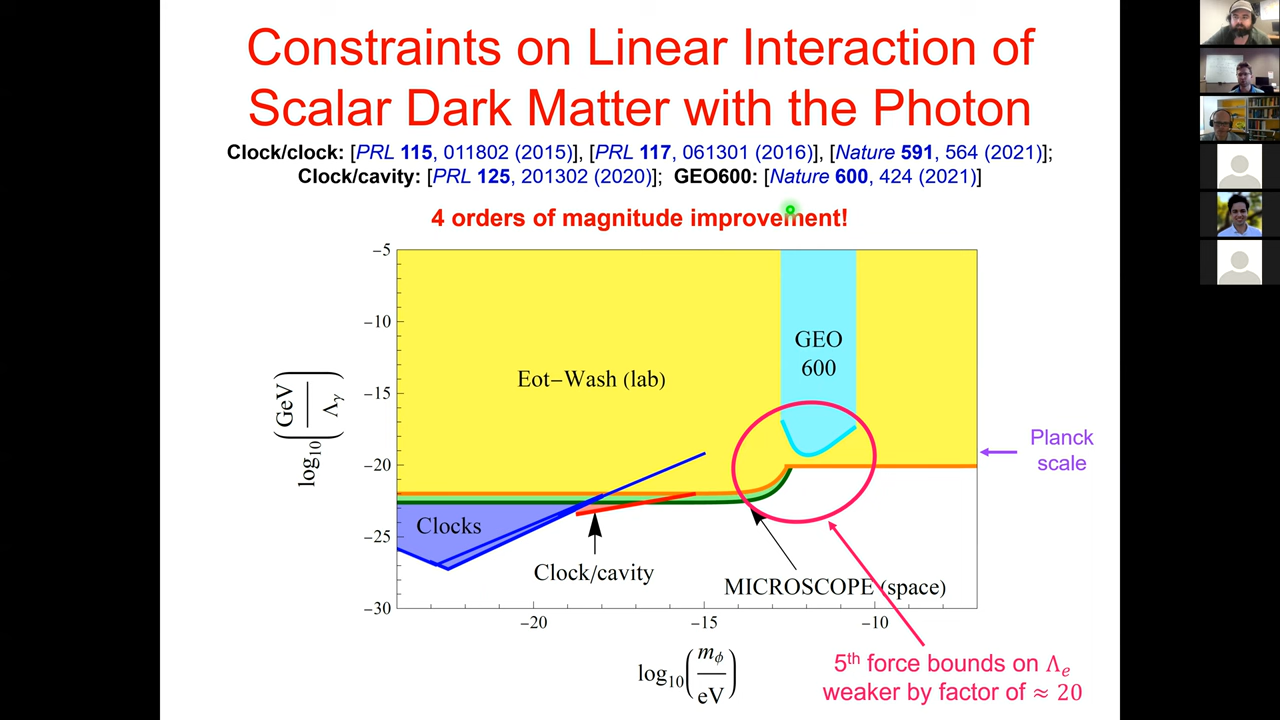 Constraints on Linear Interaction of
Scalar Dark Matter with the Photon
Clock/clock: [PRL 115, 011802 (2015)], [PRL 117, 061301 (2016)], [Nature 591, 564 (2021)];
Clock/cavity: [PRL 125, 201302 (2020)]; GEO600: [Nature 600, 424 (2021)]
4 orders of magnitude improvement!
−5
−10
−15
−20
−25
−30
log₁₀(GeV/Λ_γ)
GEO
600
Eot−Wash (lab)
Planck
scale
Clocks
Clock/cavity
MICROSCOPE (space)
−20
−15
−10
log₁₀(m_ϕ/eV)
5th force bounds on Λ_e
weaker by factor of ≈ 20